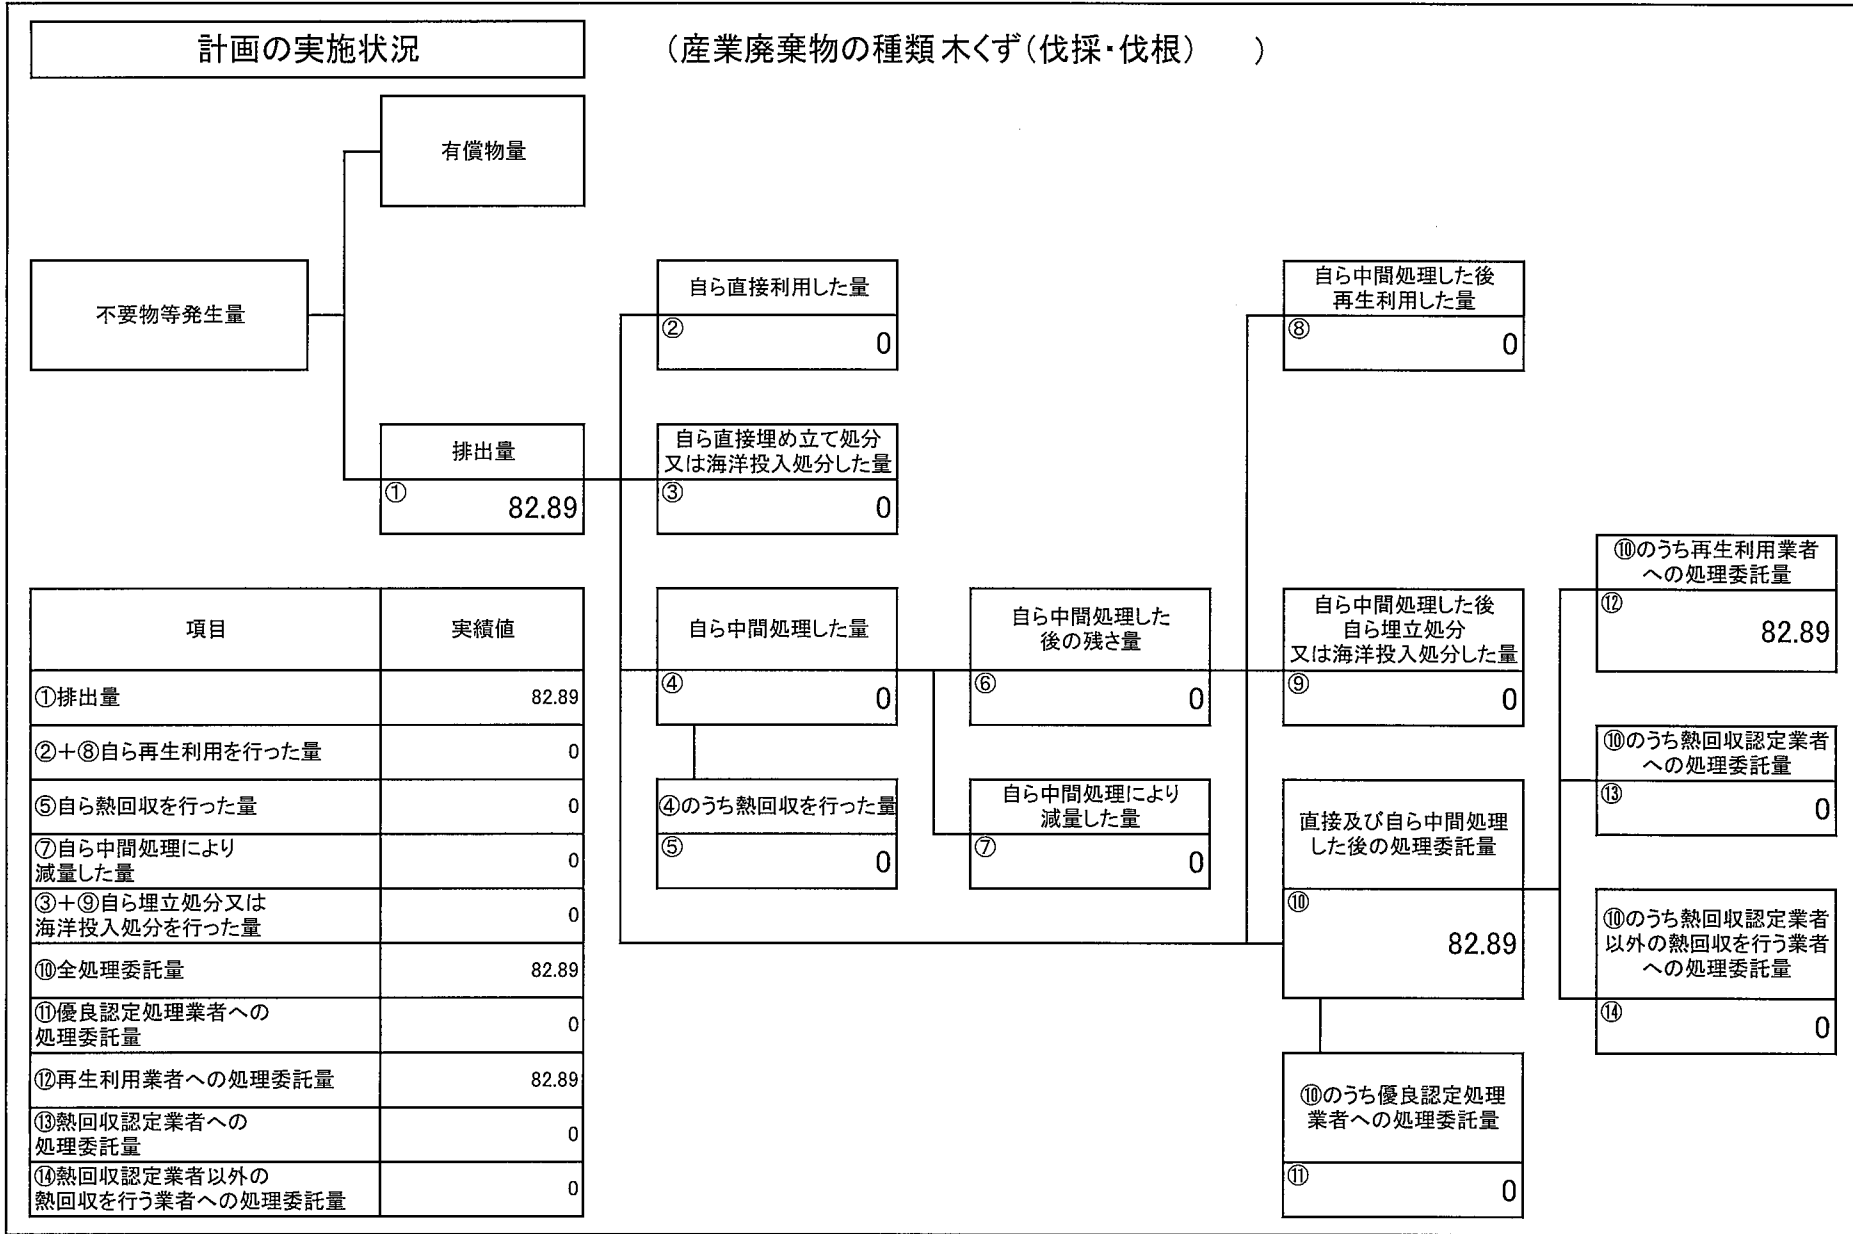 計画の実施状況
（産業廃棄物の種類 木くず（伐採・伐根）　　）
有償物量
不要物等発生量
排出量
①
82.89
自ら直接利用した量
②
0
自ら直接埋め立て処分
又は海洋投入処分した量
③
0
自ら中間処理した量
④
0
④のうち熱回収を行った量
⑤
0
自ら中間処理した
後の残さ量
⑥
0
自ら中間処理により
減量した量
⑦
0
自ら中間処理した後
再生利用した量
⑧
0
自ら中間処理した後
自ら埋立処分
又は海洋投入処分した量
⑨
0
直接及び自ら中間処理
した後の処理委託量
⑩
82.89
⑩のうち優良認定処理
業者への処理委託量
⑪
0
⑩のうち再生利用業者
への処理委託量
⑫
82.89
⑩のうち熱回収認定業者
への処理委託量
⑬
0
⑩のうち熱回収認定業者
以外の熱回収を行う業者
への処理委託量
⑭
0
項目 実績値
①排出量 82.89
②＋⑧自ら再生利用を行った量 0
⑤自ら熱回収を行った量 0
⑦自ら中間処理により
減量した量 0
③＋⑨自ら埋立処分又は
海洋投入処分を行った量 0
⑩全処理委託量 82.89
⑪優良認定処理業者への
処理委託量 0
⑫再生利用業者への処理委託量 82.89
⑬熱回収認定業者への
処理委託量 0
⑭熱回収認定業者以外の
熱回収を行う業者への処理委託量 0